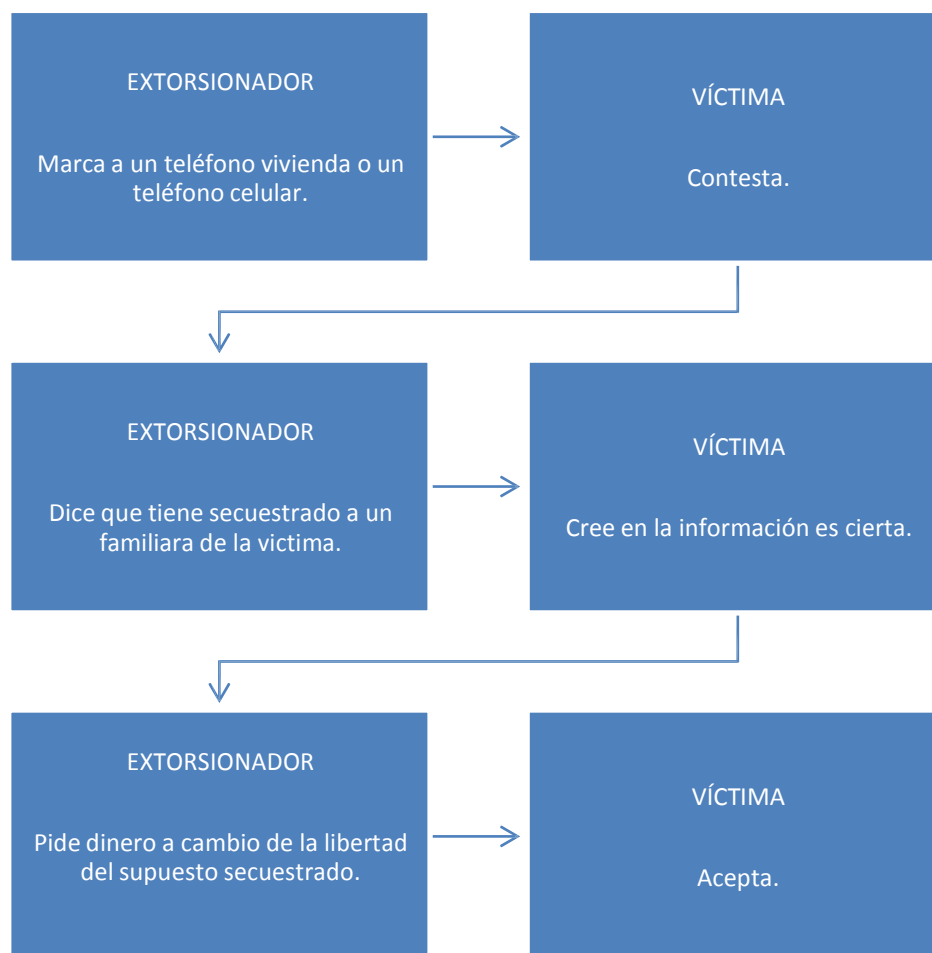 EXTORSIONADOR
Marca a un teléfono vivienda o un
teléfono celular.
VÍCTIMA
Contesta.
EXTORSIONADOR
Dice que tiene secuestrado a un
familiara de la victima.
VÍCTIMA
Cree en la información es cierta.
EXTORSIONADOR
Pide dinero a cambio de la libertad
del supuesto secuestrado.
VÍCTIMA
Acepta.